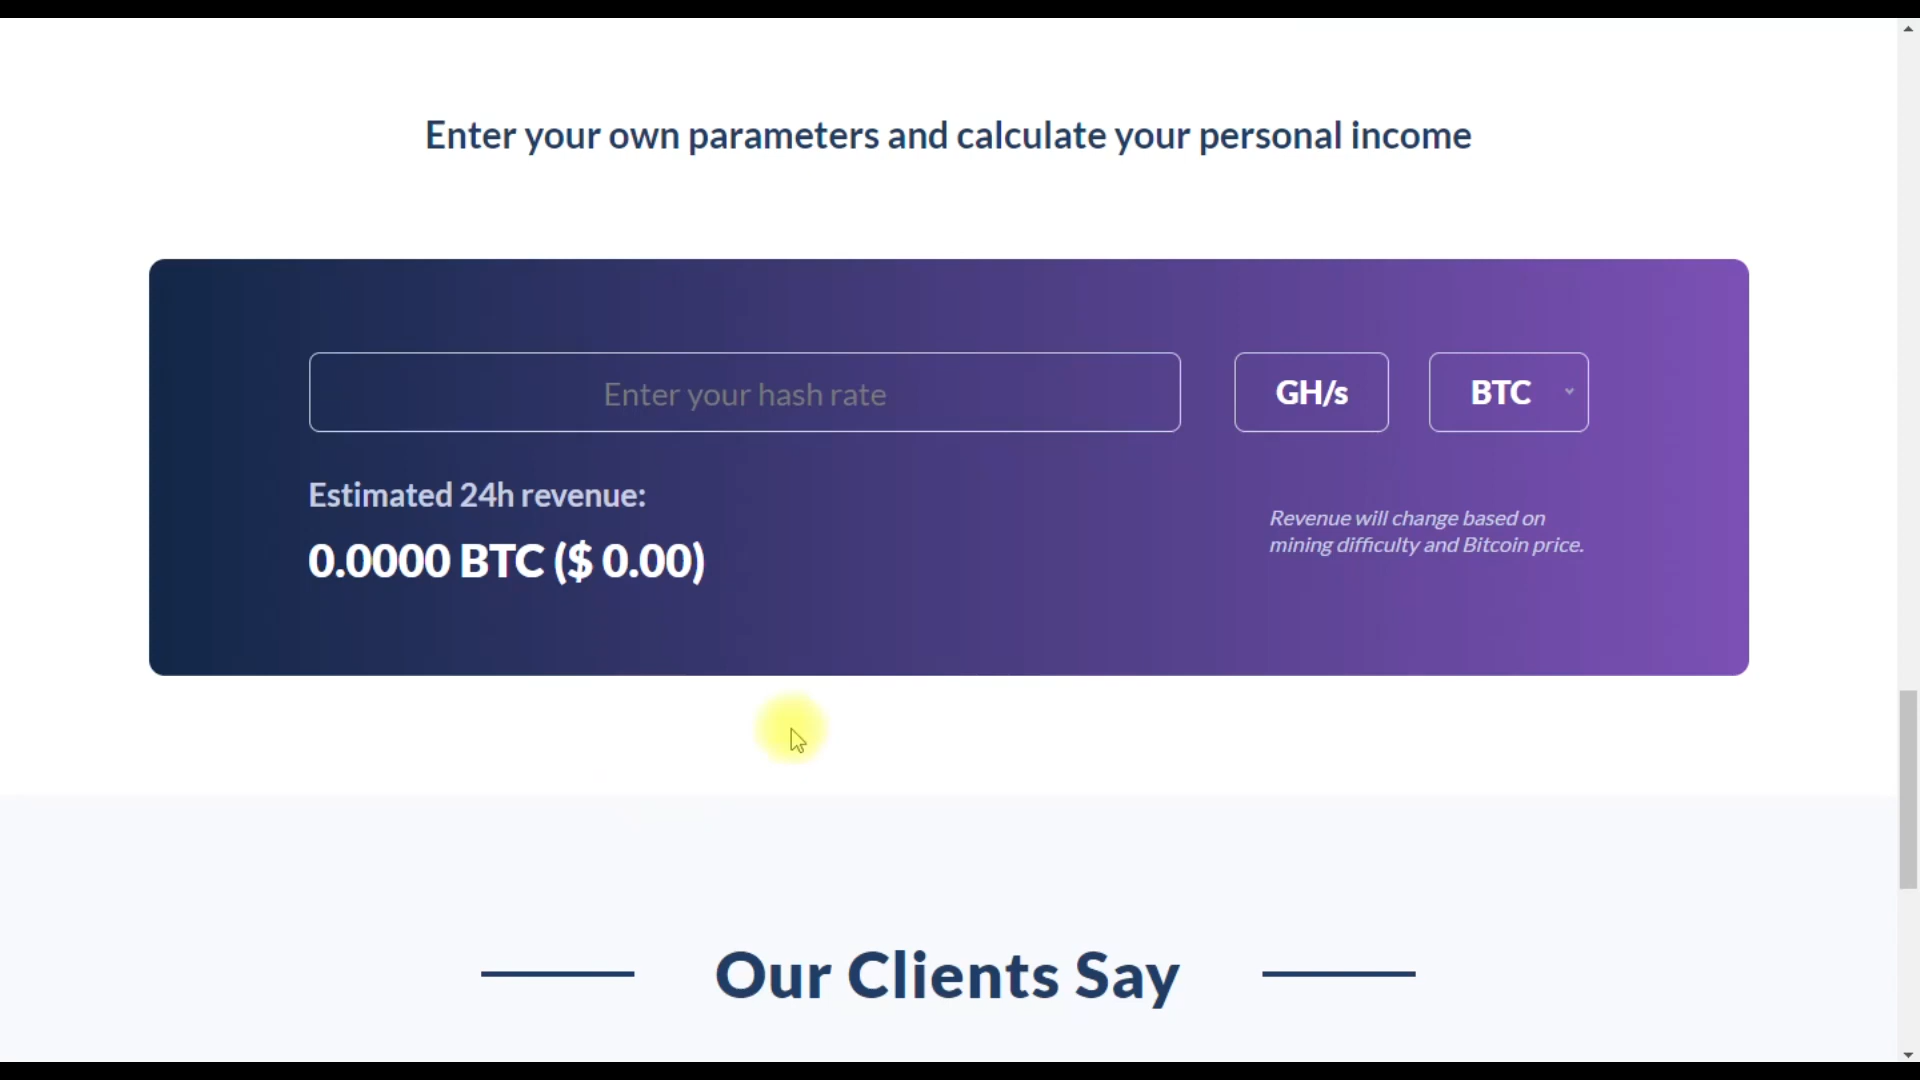 Enter your own parameters and calculate your personal income
Enter your hash rate
GH/s
BTC
Estimated 24h revenue:
0.0000 BTC ($ 0.00)
Revenue will change based on
mining difficulty and Bitcoin price.
Our Clients Say